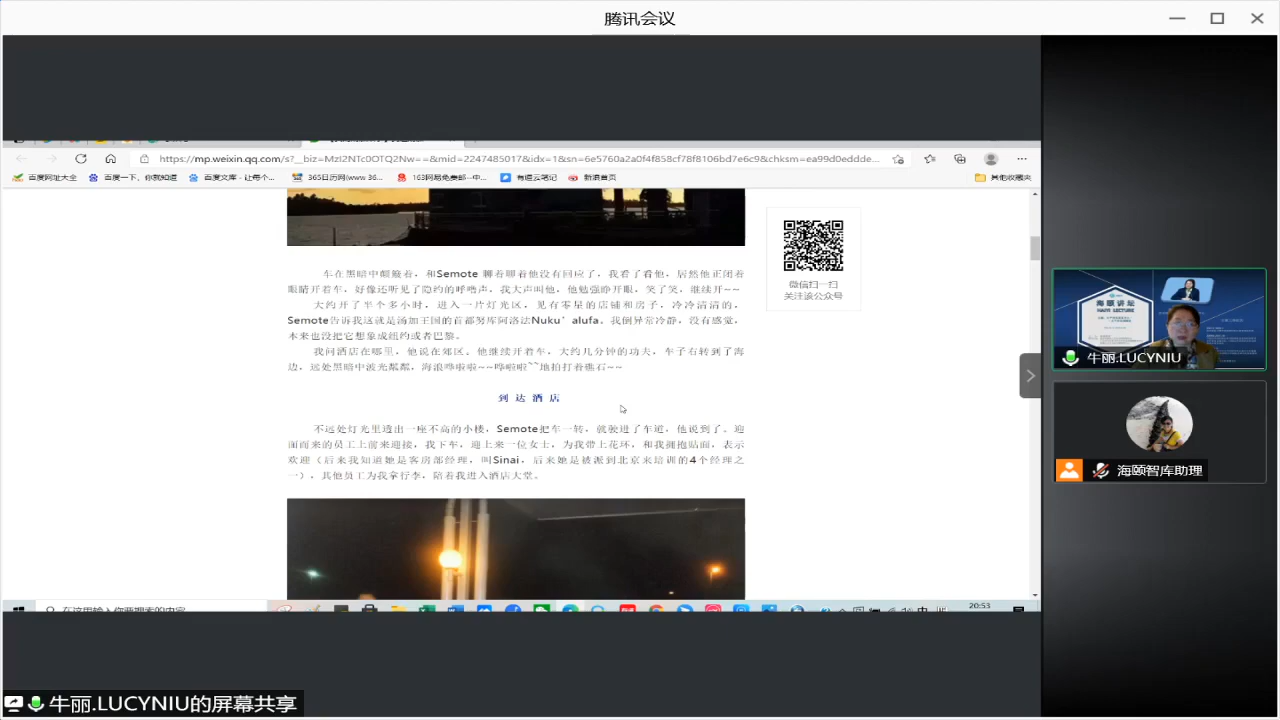 腾讯会议
https://mp.weixin.qq.com/s?__biz=MzI2NTc0OTQ2Nw==&mid=2247485017&idx=1&sn=6e5760a2a0f4f858cf78f8106bd7e6c9&chksm=ea99d0eddde...
百度网址大全
百度一下，你就知道
百度文库 - 让每个...
365日历网(www 36...
163网易免费邮--中...
有道云笔记
新浪首页
其他收藏夹
微信扫一扫
关注该公众号
车在黑暗中颠簸着，和Semote 聊着聊着他没有回应了，我看了看他，居然他正闭着
眼睛开着车，好像还听见了隐约的呼噜声，我大声叫他，他勉强睁开眼，笑了笑，继续开~~
大约开了半个多小时，进入一片灯光区，见有零星的店铺和房子，冷冷清清的，
Semote告诉我这就是汤加王国的首都努库阿洛法Nuku’alufa。我倒异常冷静，没有感觉，
本来也没把它想象成纽约或者巴黎。
我问酒店在哪里，他说在郊区。他继续开着车，大约几分钟的功夫，车子右转到了海
边，远处黑暗中波光粼粼，海浪哗啦啦~~哗啦啦~~地拍打着礁石~~
到达酒店
不远处灯光里透出一座不高的小楼，Semote把车一转，就驶进了车道，他说到了。迎
面而来的员工上前来迎接，我下车，迎上来一位女士，为我带上花环，和我拥抱贴面，表示
欢迎（后来我知道她是客房部经理，叫Sinai，后来她是被派到北京来培训的4个经理之
一），其他员工为我拿行李，陪着我进入酒店大堂。
在这里输入你要搜索的内容
20:53
海颐讲坛
HAPII LECTURE
牛丽.LUCYNIU
海颐智库助理
牛丽.LUCYNIU的屏幕共享